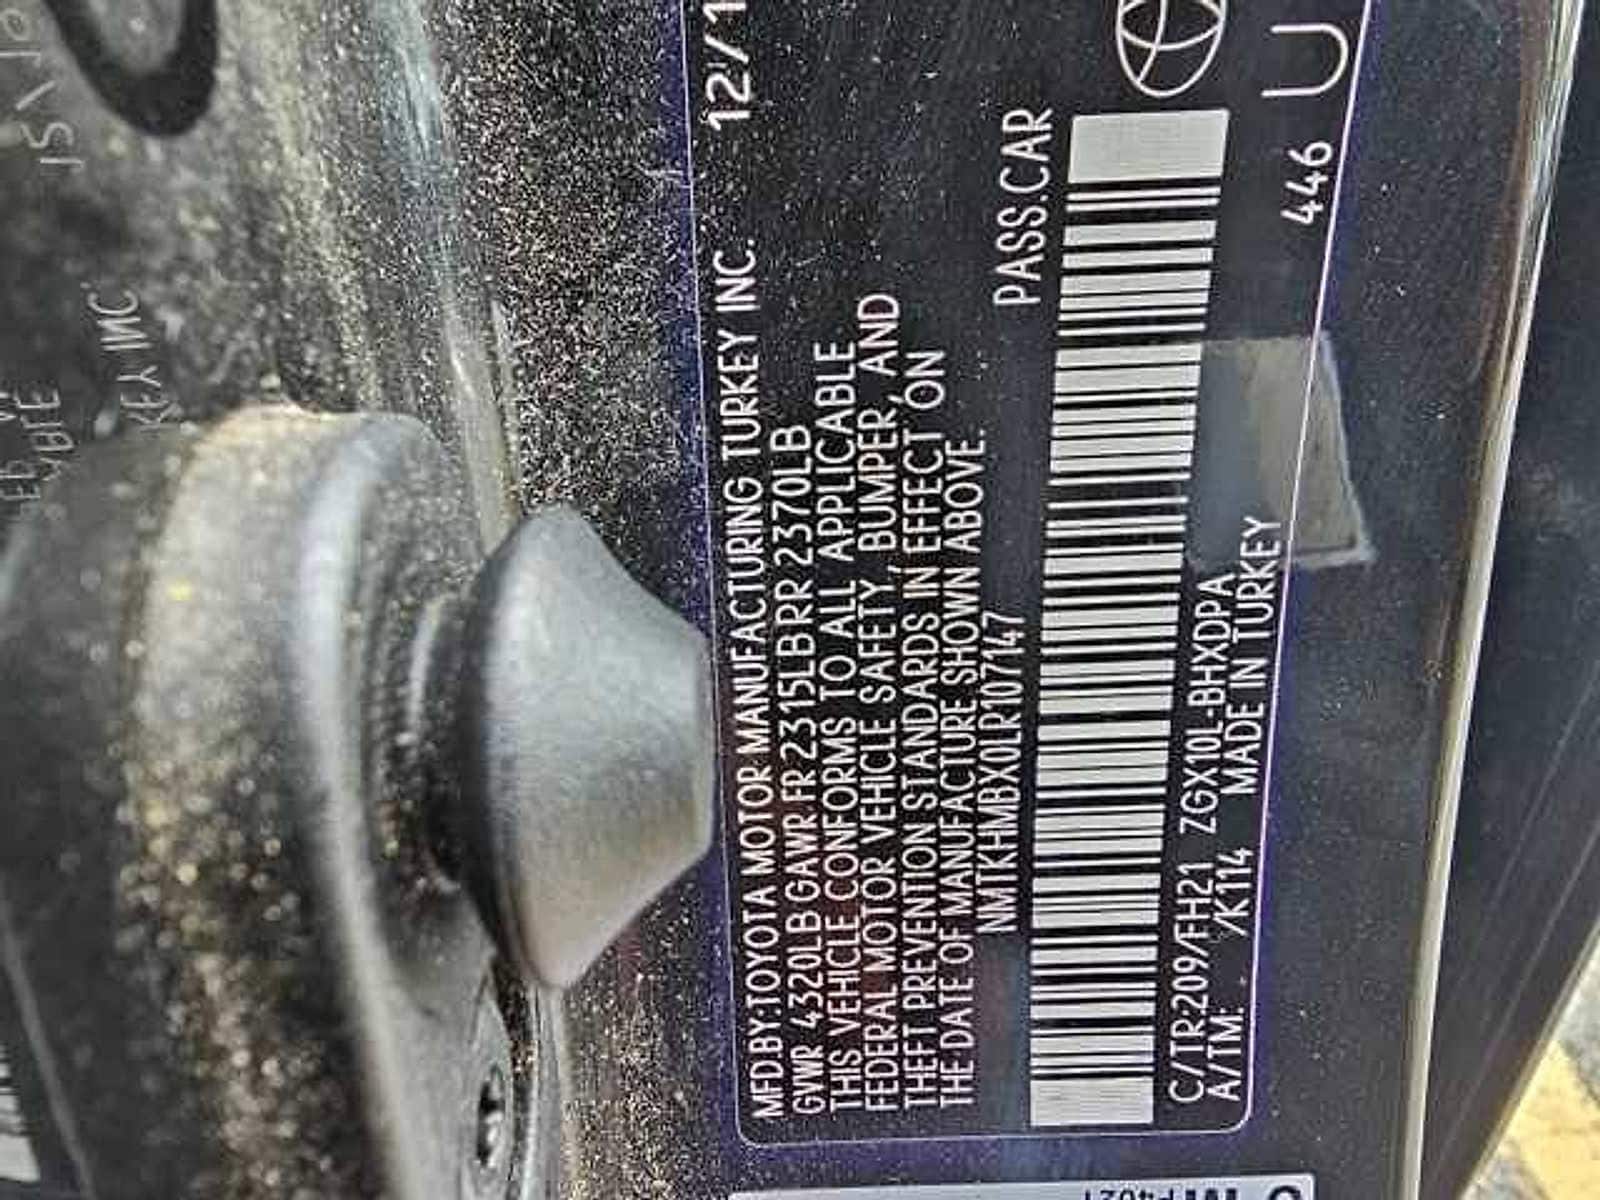 12/1
MFD.BY:TOYOTA MOTOR MANUFACTURING TURKEY INC.
GVWR 4320LB GAWR FR 2315LB RR 2370LB
THIS VEHICLE CONFORMS TO ALL APPLICABLE
FEDERAL MOTOR VEHICLE SAFETY, BUMPER, AND
THEFT PREVENTION STANDARDS IN EFFECT ON
THE DATE OF MANUFACTURE SHOWN ABOVE.
NMTKHMBX0LR107147 PASS.CAR
C/TR:209/FH21 ZGX10L-BHXDPA
A/TM: /K114 MADE IN TURKEY
446 U